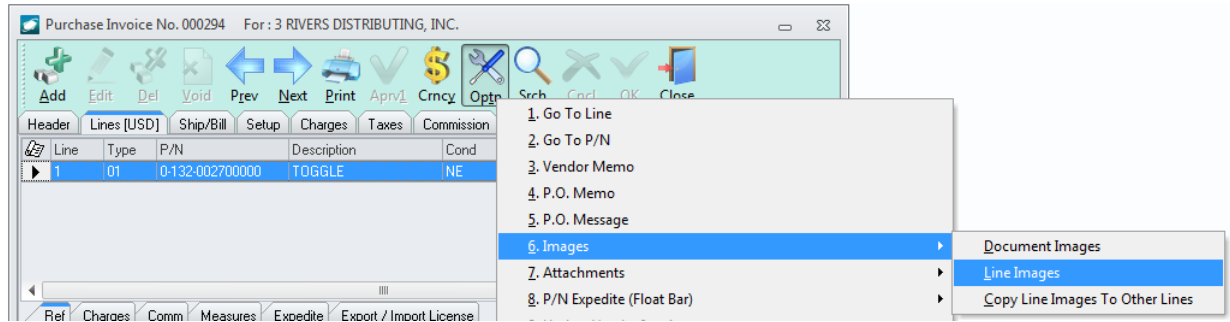 Purchase Invoice No. 000294 For : 3 RIVERS DISTRIBUTING, INC.
Add Edit Del Void Prev Next Print Aprv1 Crncy Optn Srch Cncl OK Close
Header Lines [USD] Ship/Bill Setup Charges Taxes Commission
Line Type P/N Description Cond
1 01 0-132-002700000 TOGGLE NE
1. Go To Line
2. Go To P/N
3. Vendor Memo
4. P.O. Memo
5. P.O. Message
6. Images
7. Attachments
8. P/N Expedite (Float Bar)
Document Images
Line Images
Copy Line Images To Other Lines
Ref Charges Comm Measures Expedite Export / Import License